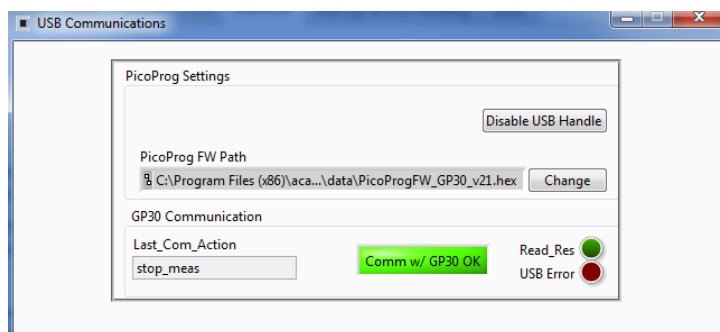 USB Communications
PicoProg Settings
Disable USB Handle
PicoProg FW Path
C:\Program Files (x86)\aca...\data\PicoProgFW_GP30_v21.hex
Change
GP30 Communication
Last_Com_Action
stop_meas
Comm w/ GP30 OK
Read_Res
USB Error